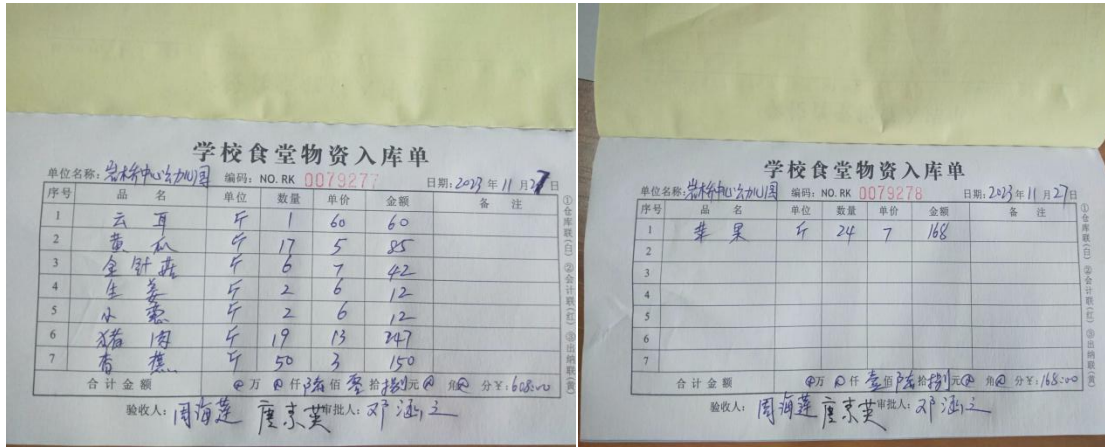 学校食堂物资入库单
单位名称:岩桥中心幼儿园 编码: NO.RK 0079277 日期:2023年11月27日
序号 品名 单位 数量 单价 金额 备注
1 云耳 斤 1 60 60
2 黄瓜 斤 17 5 85
3 金针菇 斤 6 7 42
4 生姜 斤 2 6 12
5 小葱 斤 2 6 12
6 猪肉 斤 19 13 247
7 香蕉 斤 50 3 150
合计金额 万 仟陆佰零拾捌元 角 分¥:608:00
验收人:周海莲 唐东英 审批人:邓
①仓库联(白)②会计联(红)③出纳联(黄)
学校食堂物资入库单
单位名称:岩桥中心幼儿园 编码: NO.RK 0079278 日期:2023年11月27日
序号 品名 单位 数量 单价 金额 备注
1 苹果 斤 24 7 168
2
3
4
5
6
7
合计金额 万 仟壹佰陆拾捌元 角 分¥:168:00
验收人:周海莲 唐东英 审批人:邓
①仓库联(白)②会计联(红)③出纳联(黄)